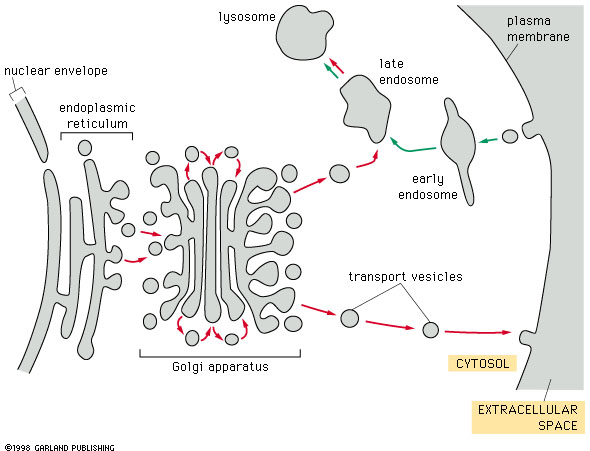 lysosome
plasma
membrane
nuclear envelope
late
endosome
endoplasmic
reticulum
early
endosome
transport vesicles
Golgi apparatus
CYTOSOL
EXTRACELLULAR
SPACE
©1998 GARLAND PUBLISHING